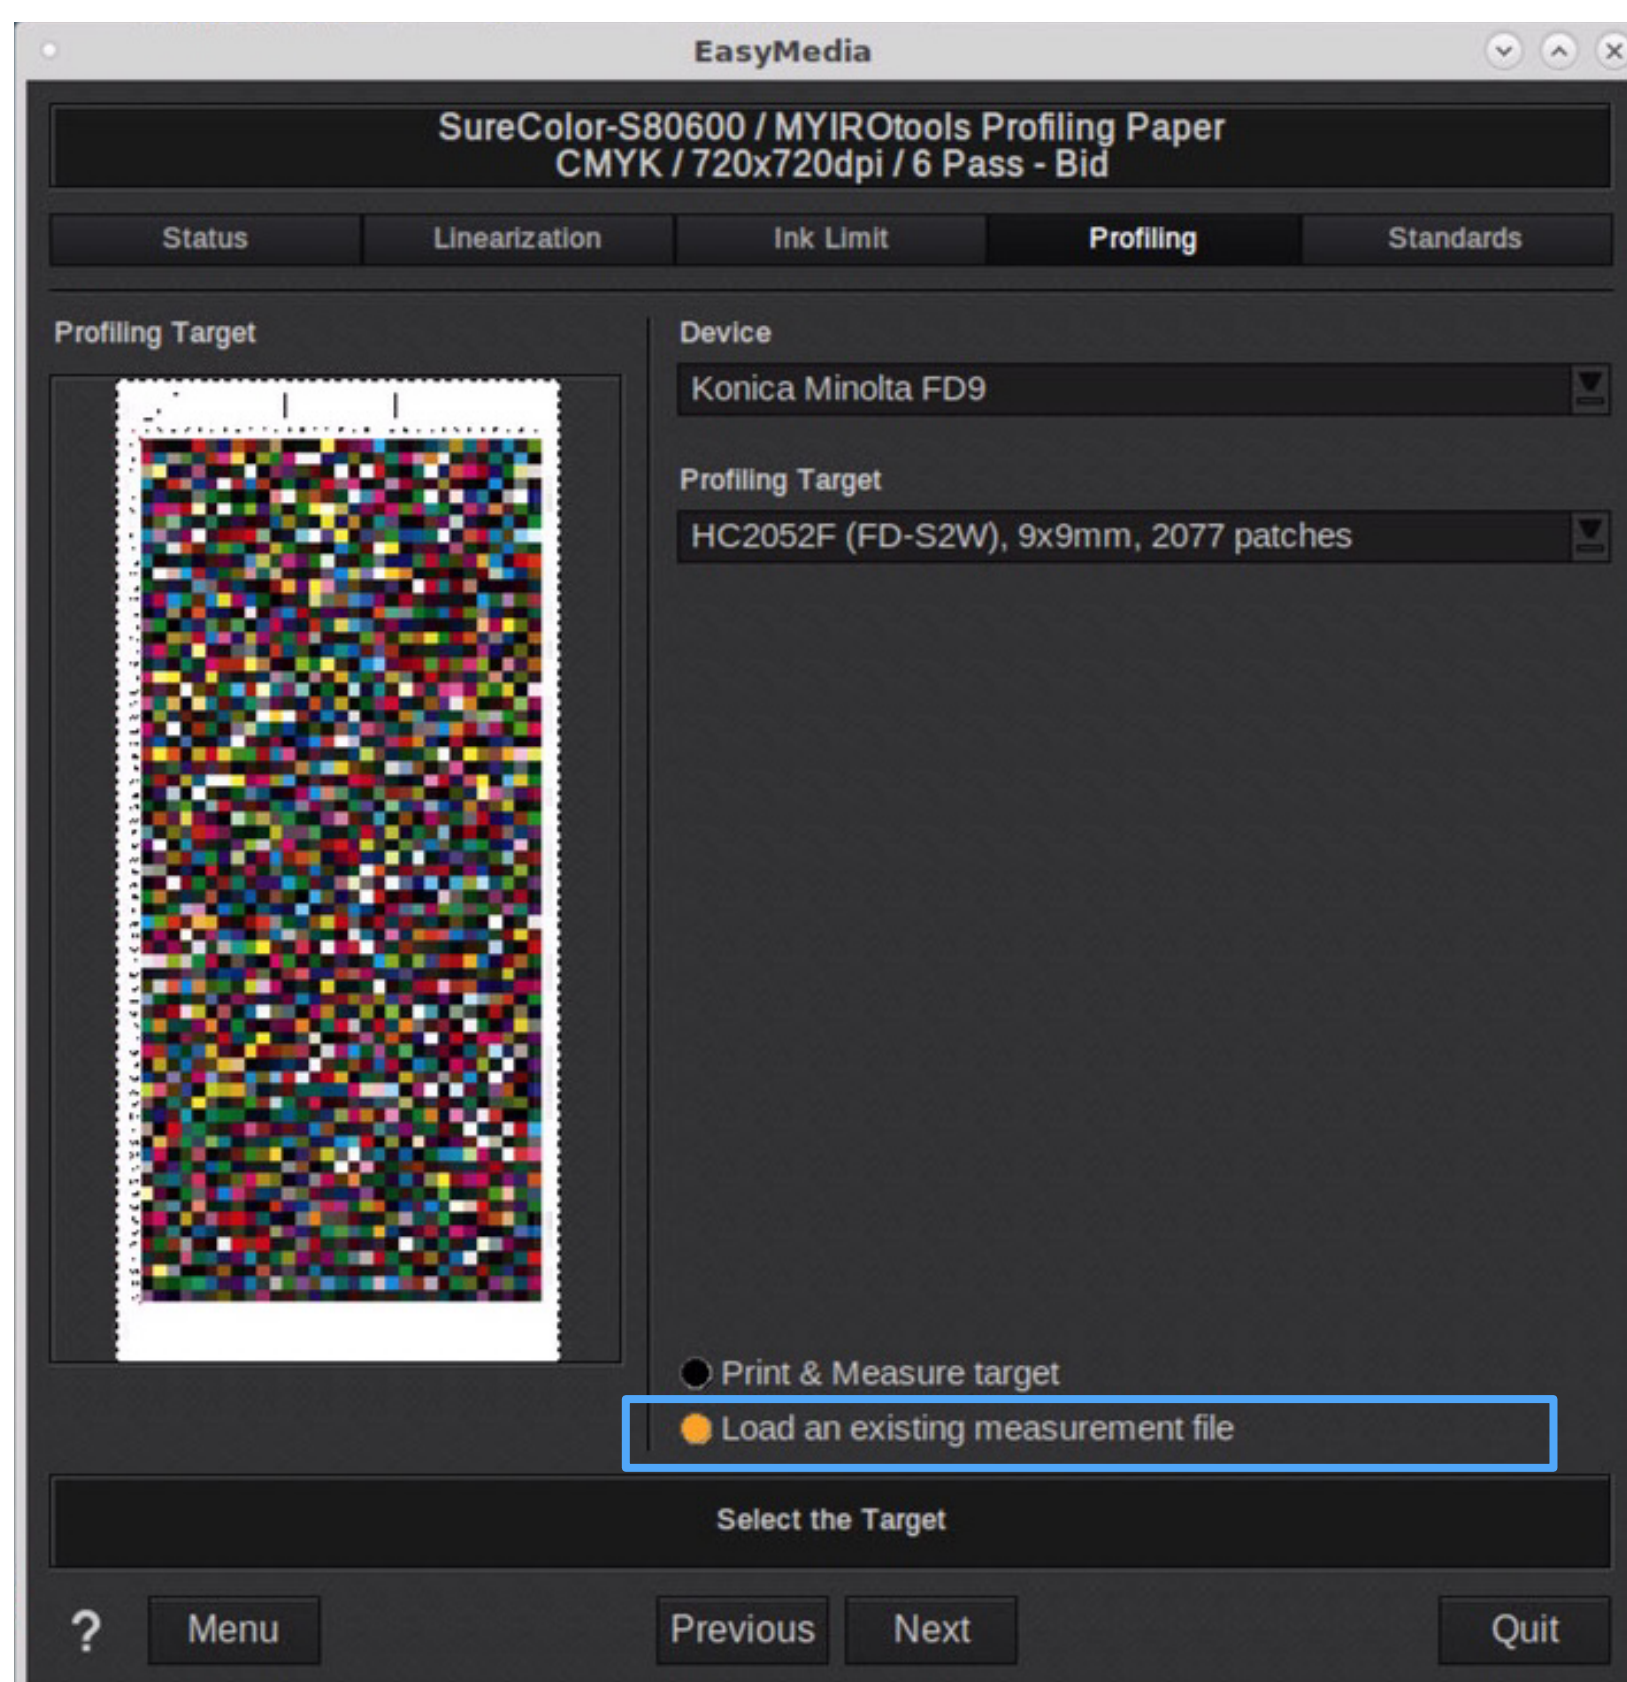 EasyMedia
SureColor-S80600 / MYIROtools Profiling Paper
CMYK / 720x720dpi / 6 Pass - Bid
Status
Linearization
Ink Limit
Profiling
Standards
Profiling Target
Device
Konica Minolta FD9
Profiling Target
HC2052F (FD-S2W), 9x9mm, 2077 patches
Print & Measure target
Load an existing measurement file
Select the Target
?
Menu
Previous
Next
Quit